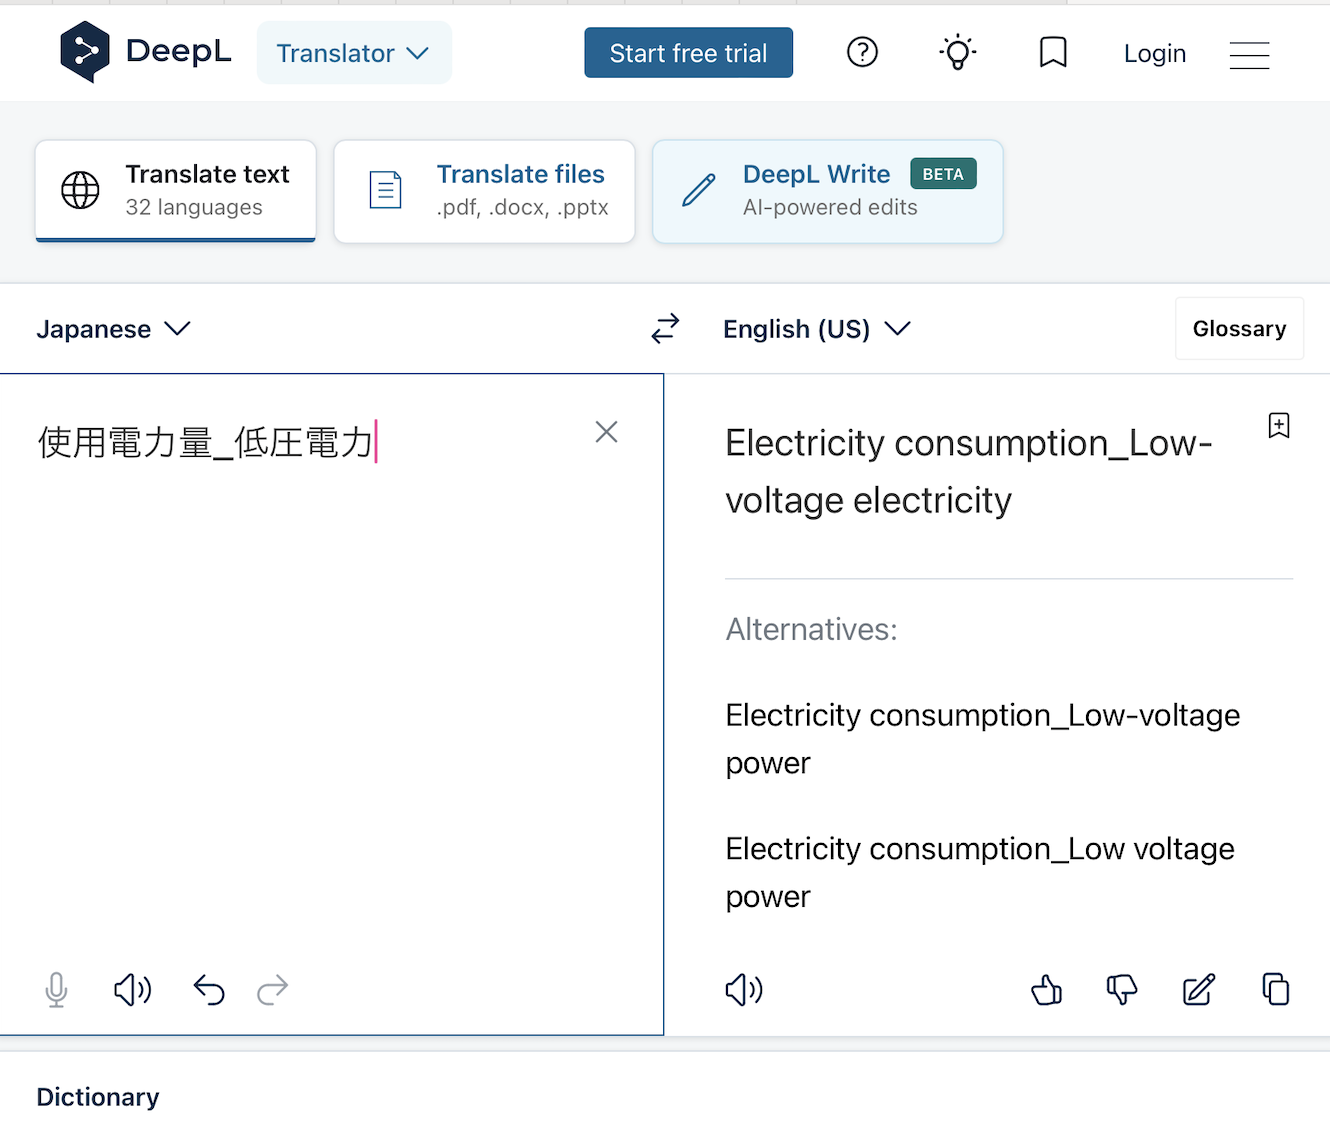 DeepL
Translator
Start free trial
Login
Translate text
32 languages
Translate files
.pdf, .docx, .pptx
DeepL Write BETA
AI-powered edits
Japanese
English (US)
Glossary
使用電力量_低圧電力
Electricity consumption_Low-
voltage electricity
Alternatives:
Electricity consumption_Low-voltage
power
Electricity consumption_Low voltage
power
Dictionary